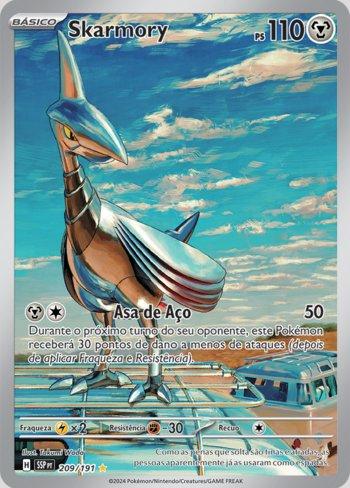 BÁSICO
Skarmory
PS 110
Asa de Aço 50
Durante o próximo turno do seu oponente, este Pokémon
receberá 30 pontos de dano a menos de ataques (depois
de aplicar Fraqueza e Resistência).
Fraqueza x2 Resistência -30 Recuo
Ilust. Takumi Wada
H SSP PT 209/191
Como as penas que solta são finas e afiadas, as
pessoas aparentemente já as usaram como espadas.
©2024 Pokémon/Nintendo/Creatures/GAME FREAK